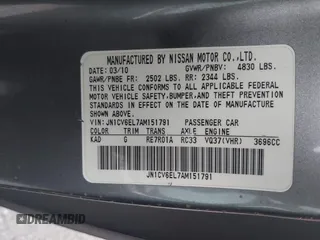 MANUFACTURED BY NISSAN MOTOR CO.,LTD.
DATE: 03/10 GVWR/PNBV: 4830 LBS.
GAWR/PNBE FR: 2502 LBS. RR: 2344 LBS.
THIS VEHICLE CONFORMS TO ALL APPLICABLE FEDERAL
MOTOR VEHICLE SAFETY,BUMPER,AND THEFT
PREVENTION STANDARDS IN EFFECT ON THE DATE OF
MANUFACTURE SHOWN ABOVE.
VIN: JN1CV6EL7AM151791 PASSENGER CAR
COLOR TRIM TRANS AXLE ENGINE
KAD G RE7R01A RC33 VQ37(VHR) 3696CC
JN1CV6EL7AM151791
DREAMBID